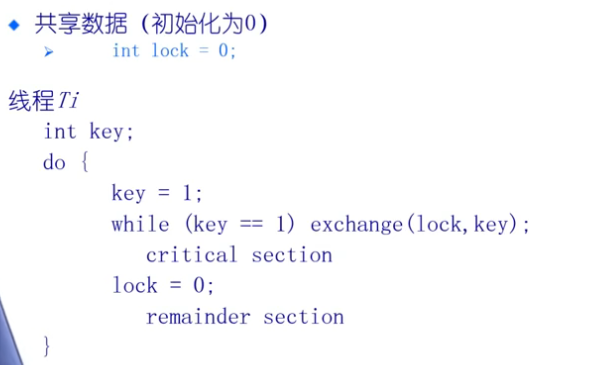 共享数据 (初始化为0)
int lock = 0;
线程Ti
int key;
do {
key = 1;
while (key == 1) exchange(lock,key);
critical section
lock = 0;
remainder section
}